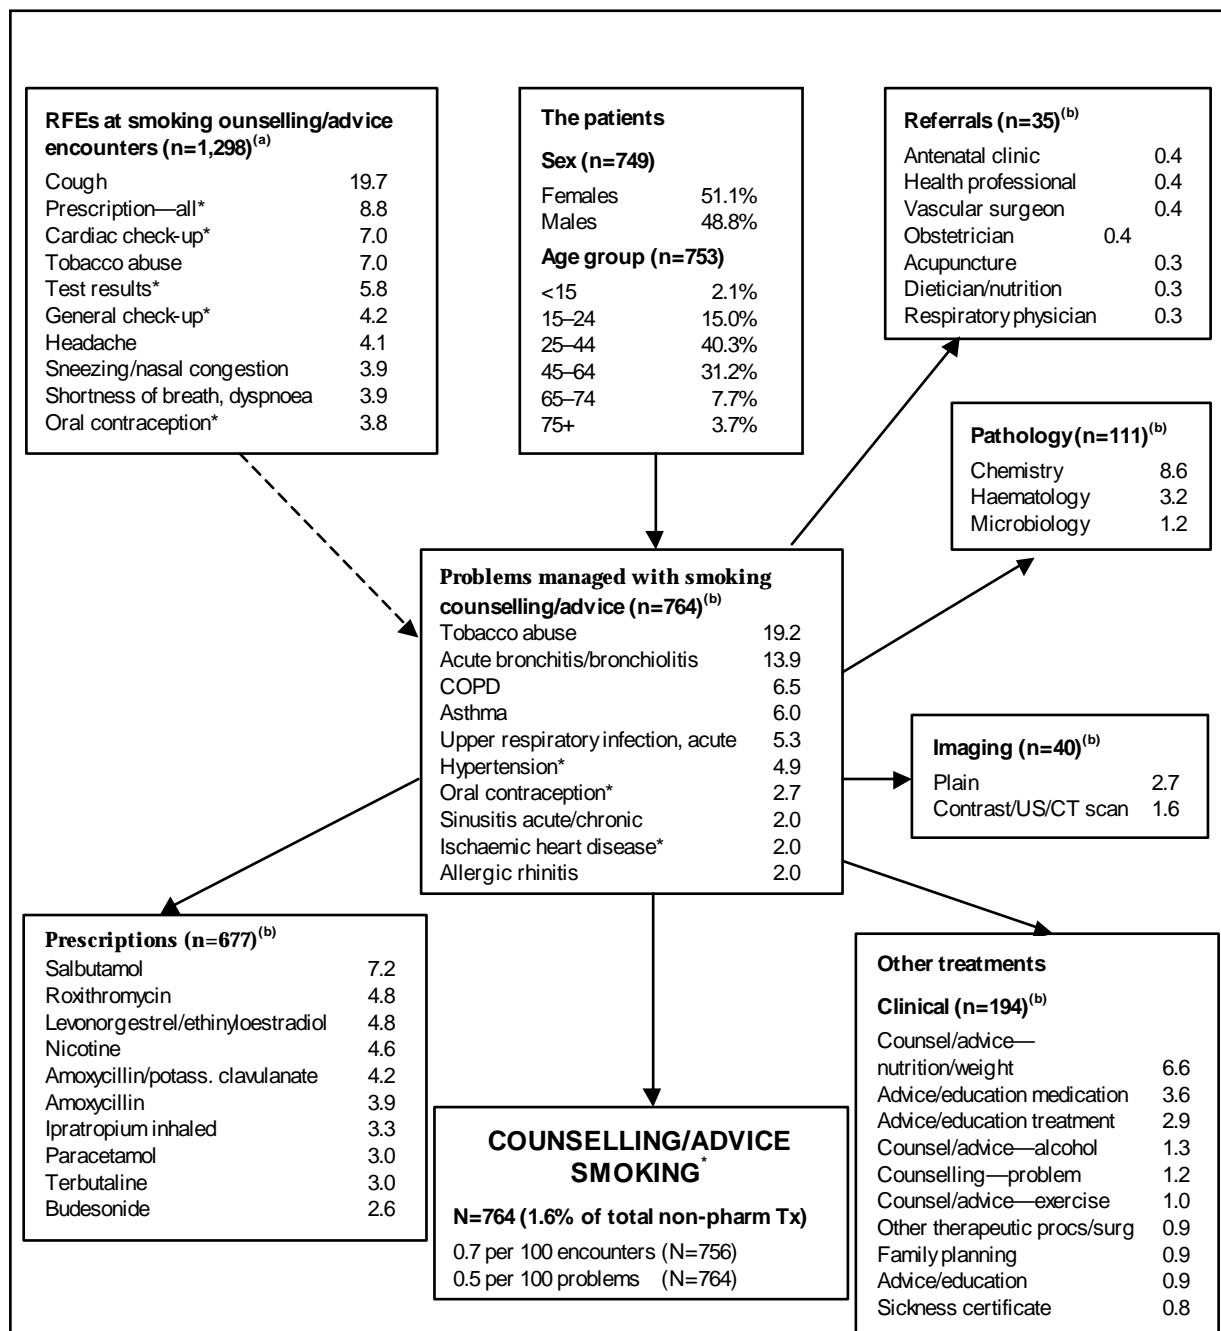 RFEs at smoking ounselling/advice
encounters (n=1,298)(a)
Cough 19.7
Prescription—all* 8.8
Cardiac check-up* 7.0
Tobacco abuse 7.0
Test results* 5.8
General check-up* 4.2
Headache 4.1
Sneezing/nasal congestion 3.9
Shortness of breath, dyspnoea 3.9
Oral contraception* 3.8
The patients
Sex (n=749)
Females 51.1%
Males 48.8%
Age group (n=753)
<15 2.1%
15–24 15.0%
25–44 40.3%
45–64 31.2%
65–74 7.7%
75+ 3.7%
Referrals (n=35)(b)
Antenatal clinic 0.4
Health professional 0.4
Vascular surgeon 0.4
Obstetrician 0.4
Acupuncture 0.3
Dietician/nutrition 0.3
Respiratory physician 0.3
Pathology (n=111)(b)
Chemistry 8.6
Haematology 3.2
Microbiology 1.2
Problems managed with smoking
counselling/advice (n=764)(b)
Tobacco abuse 19.2
Acute bronchitis/bronchiolitis 13.9
COPD 6.5
Asthma 6.0
Upper respiratory infection, acute 5.3
Hypertension* 4.9
Oral contraception* 2.7
Sinusitis acute/chronic 2.0
Ischaemic heart disease* 2.0
Allergic rhinitis 2.0
Imaging (n=40)(b)
Plain 2.7
Contrast/US/CT scan 1.6
Prescriptions (n=677)(b)
Salbutamol 7.2
Roxithromycin 4.8
Levonorgestrel/ethinyloestradiol 4.8
Nicotine 4.6
Amoxycillin/potass. clavulanate 4.2
Amoxycillin 3.9
Ipratropium inhaled 3.3
Paracetamol 3.0
Terbutaline 3.0
Budesonide 2.6
COUNSELLING/ADVICE
SMOKING*
N=764 (1.6% of total non-pharm Tx)
0.7 per 100 encounters (N=756)
0.5 per 100 problems (N=764)
Other treatments
Clinical (n=194)(b)
Counsel/advice—
nutrition/weight 6.6
Advice/education medication 3.6
Advice/education treatment 2.9
Counsel/advice—alcohol 1.3
Counselling—problem 1.2
Counsel/advice—exercise 1.0
Other therapeutic procs/surg 0.9
Family planning 0.9
Advice/education 0.9
Sickness certificate 0.8